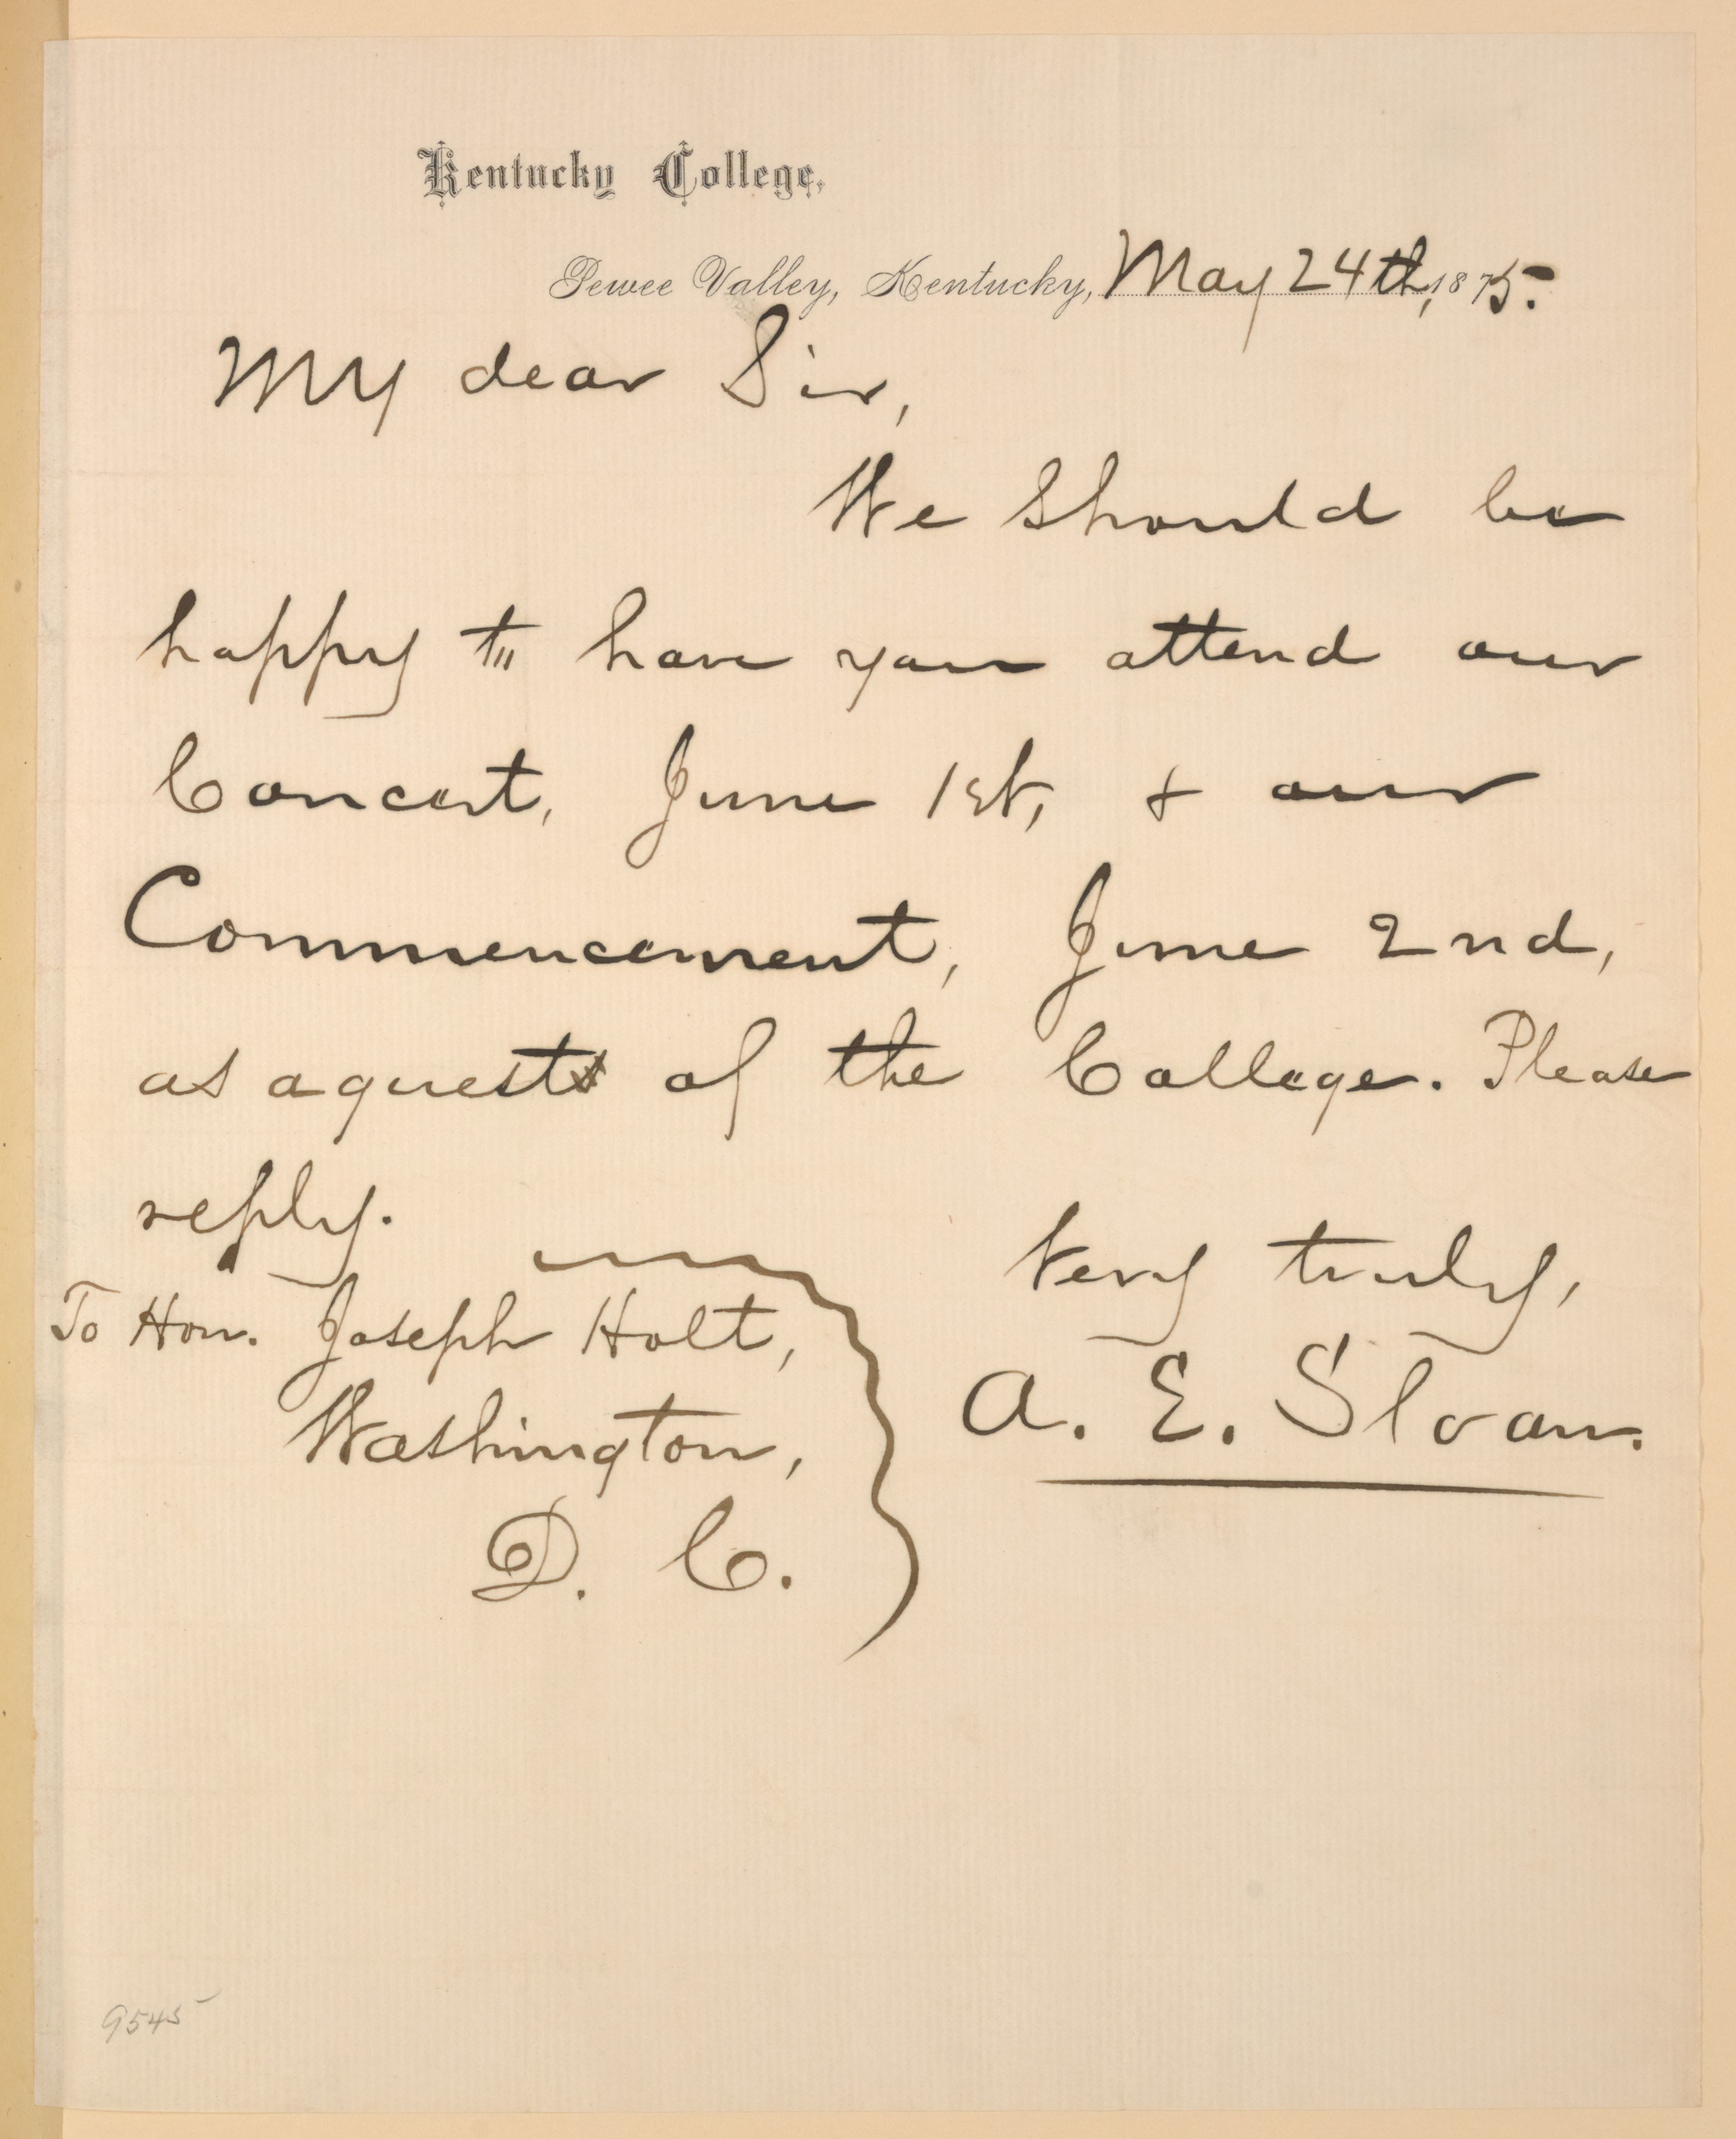 Kentucky College,
Pewee Valley, Kentucky, May 24th, 1875.
My dear Sir,
We should be
happy to have you attend our
Concert, June 1st, & our
Commencement, June 2nd,
as a guest of the College. Please
reply.
Very truly,
A. E. Sloan.
To Hon. Joseph Holt,
Washington,
D. C.
9545